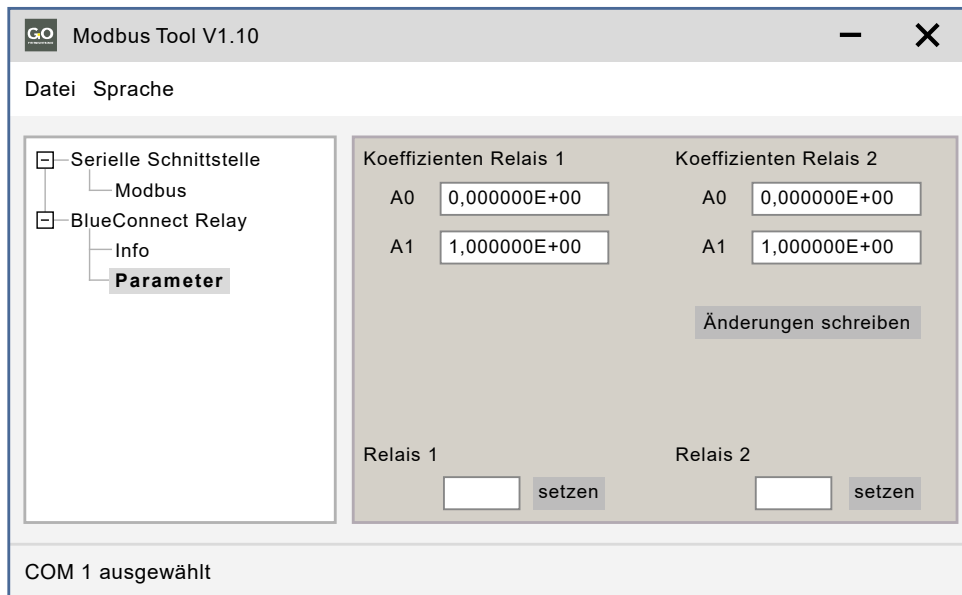 GO
Modbus Tool V1.10
Datei Sprache
Serielle Schnittstelle
Modbus
BlueConnect Relay
Info
Parameter
Koeffizienten Relais 1
A0 0,000000E+00
A1 1,000000E+00
Koeffizienten Relais 2
A0 0,000000E+00
A1 1,000000E+00
Änderungen schreiben
Relais 1
setzen
Relais 2
setzen
COM 1 ausgewählt